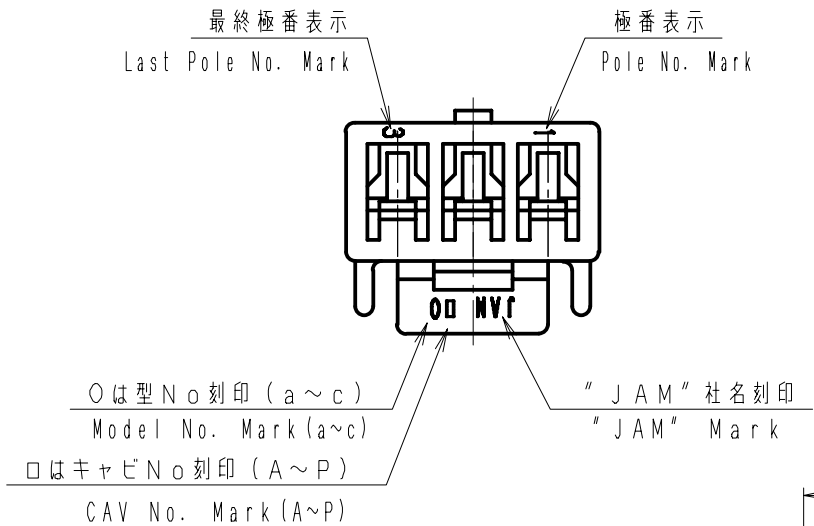 最終極番表示
Last Pole No. Mark
極番表示
Pole No. Mark
3
1
○□ JAM
○は型No刻印(a~c)
Model No. Mark(a~c)
□はキャビNo刻印(A~P)
CAV No. Mark(A~P)
"JAM"社名刻印
"JAM" Mark